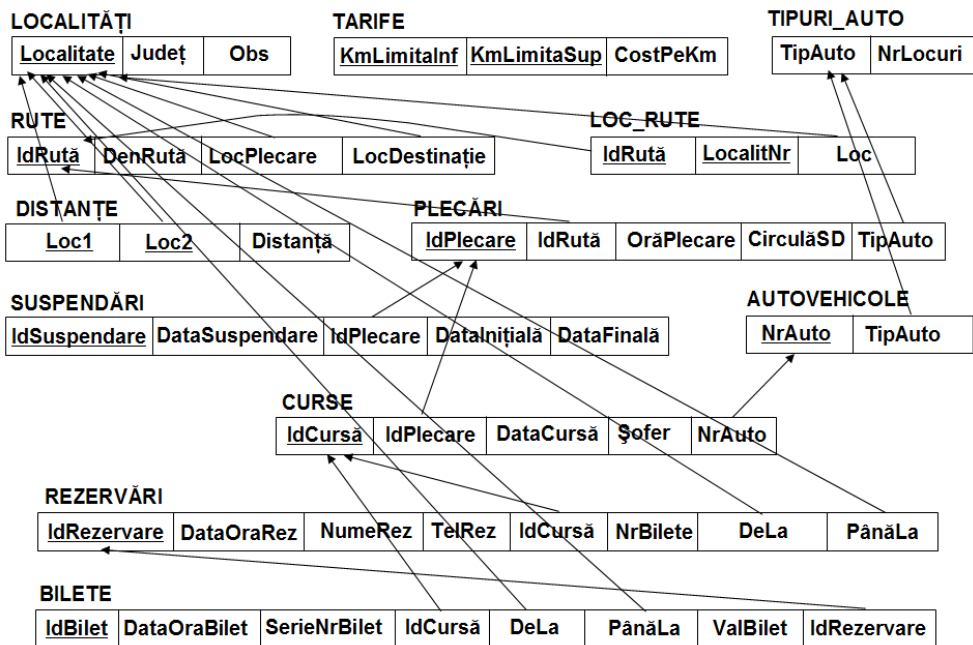 LOCALITĂȚI
Localitate Județ Obs
TARIFE
KmLimitaInf KmLimitaSup CostPeKm
TIPURI_AUTO
TipAuto NrLocuri
RUTE
IdRută DenRută LocPlecare LocDestinație
LOC_RUTE
IdRută LocalitNr Loc
DISTANȚE
Loc1 Loc2 Distanță
PLECĂRI
IdPlecare IdRută OrăPlecare CirculăSD TipAuto
SUSPENDĂRI
IdSuspendare DataSuspendare IdPlecare DataInițială DataFinală
AUTOVEHICOLE
NrAuto TipAuto
CURSE
IdCursă IdPlecare DataCursă Şofer NrAuto
REZERVĂRI
IdRezervare DataOraRez NumeRez TelRez IdCursă NrBilete DeLa PânăLa
BILETE
IdBilet DataOraBilet SerieNrBilet IdCursă DeLa PânăLa ValBilet IdRezervare